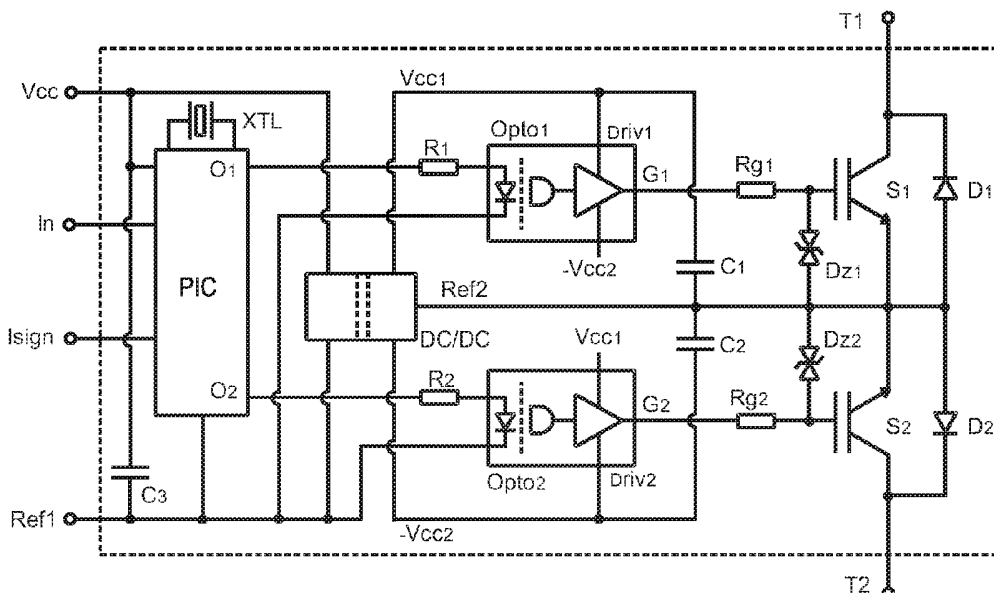 T1
Vcc
Vcc1
XTL
Opto1
Driv1
O1
R1
G1
Rg1
S1
D1
In
-Vcc2
C1
Dz1
PIC
Ref2
Isign
DC/DC
Vcc1
C2
Dz2
O2
R2
G2
Rg2
S2
D2
C3
Opto2
Driv2
Ref1
-Vcc2
T2